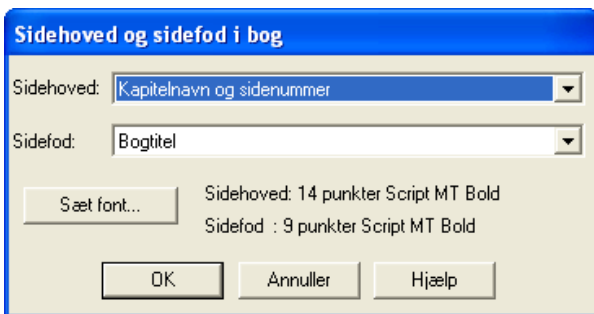 Sidehoved og sidefod i bog
Sidehoved: Kapitelnavn og sidenummer
Sidefod: Bogtitel
Sæt font...
Sidehoved: 14 punkter Script MT Bold
Sidefod : 9 punkter Script MT Bold
OK Annuller Hjælp